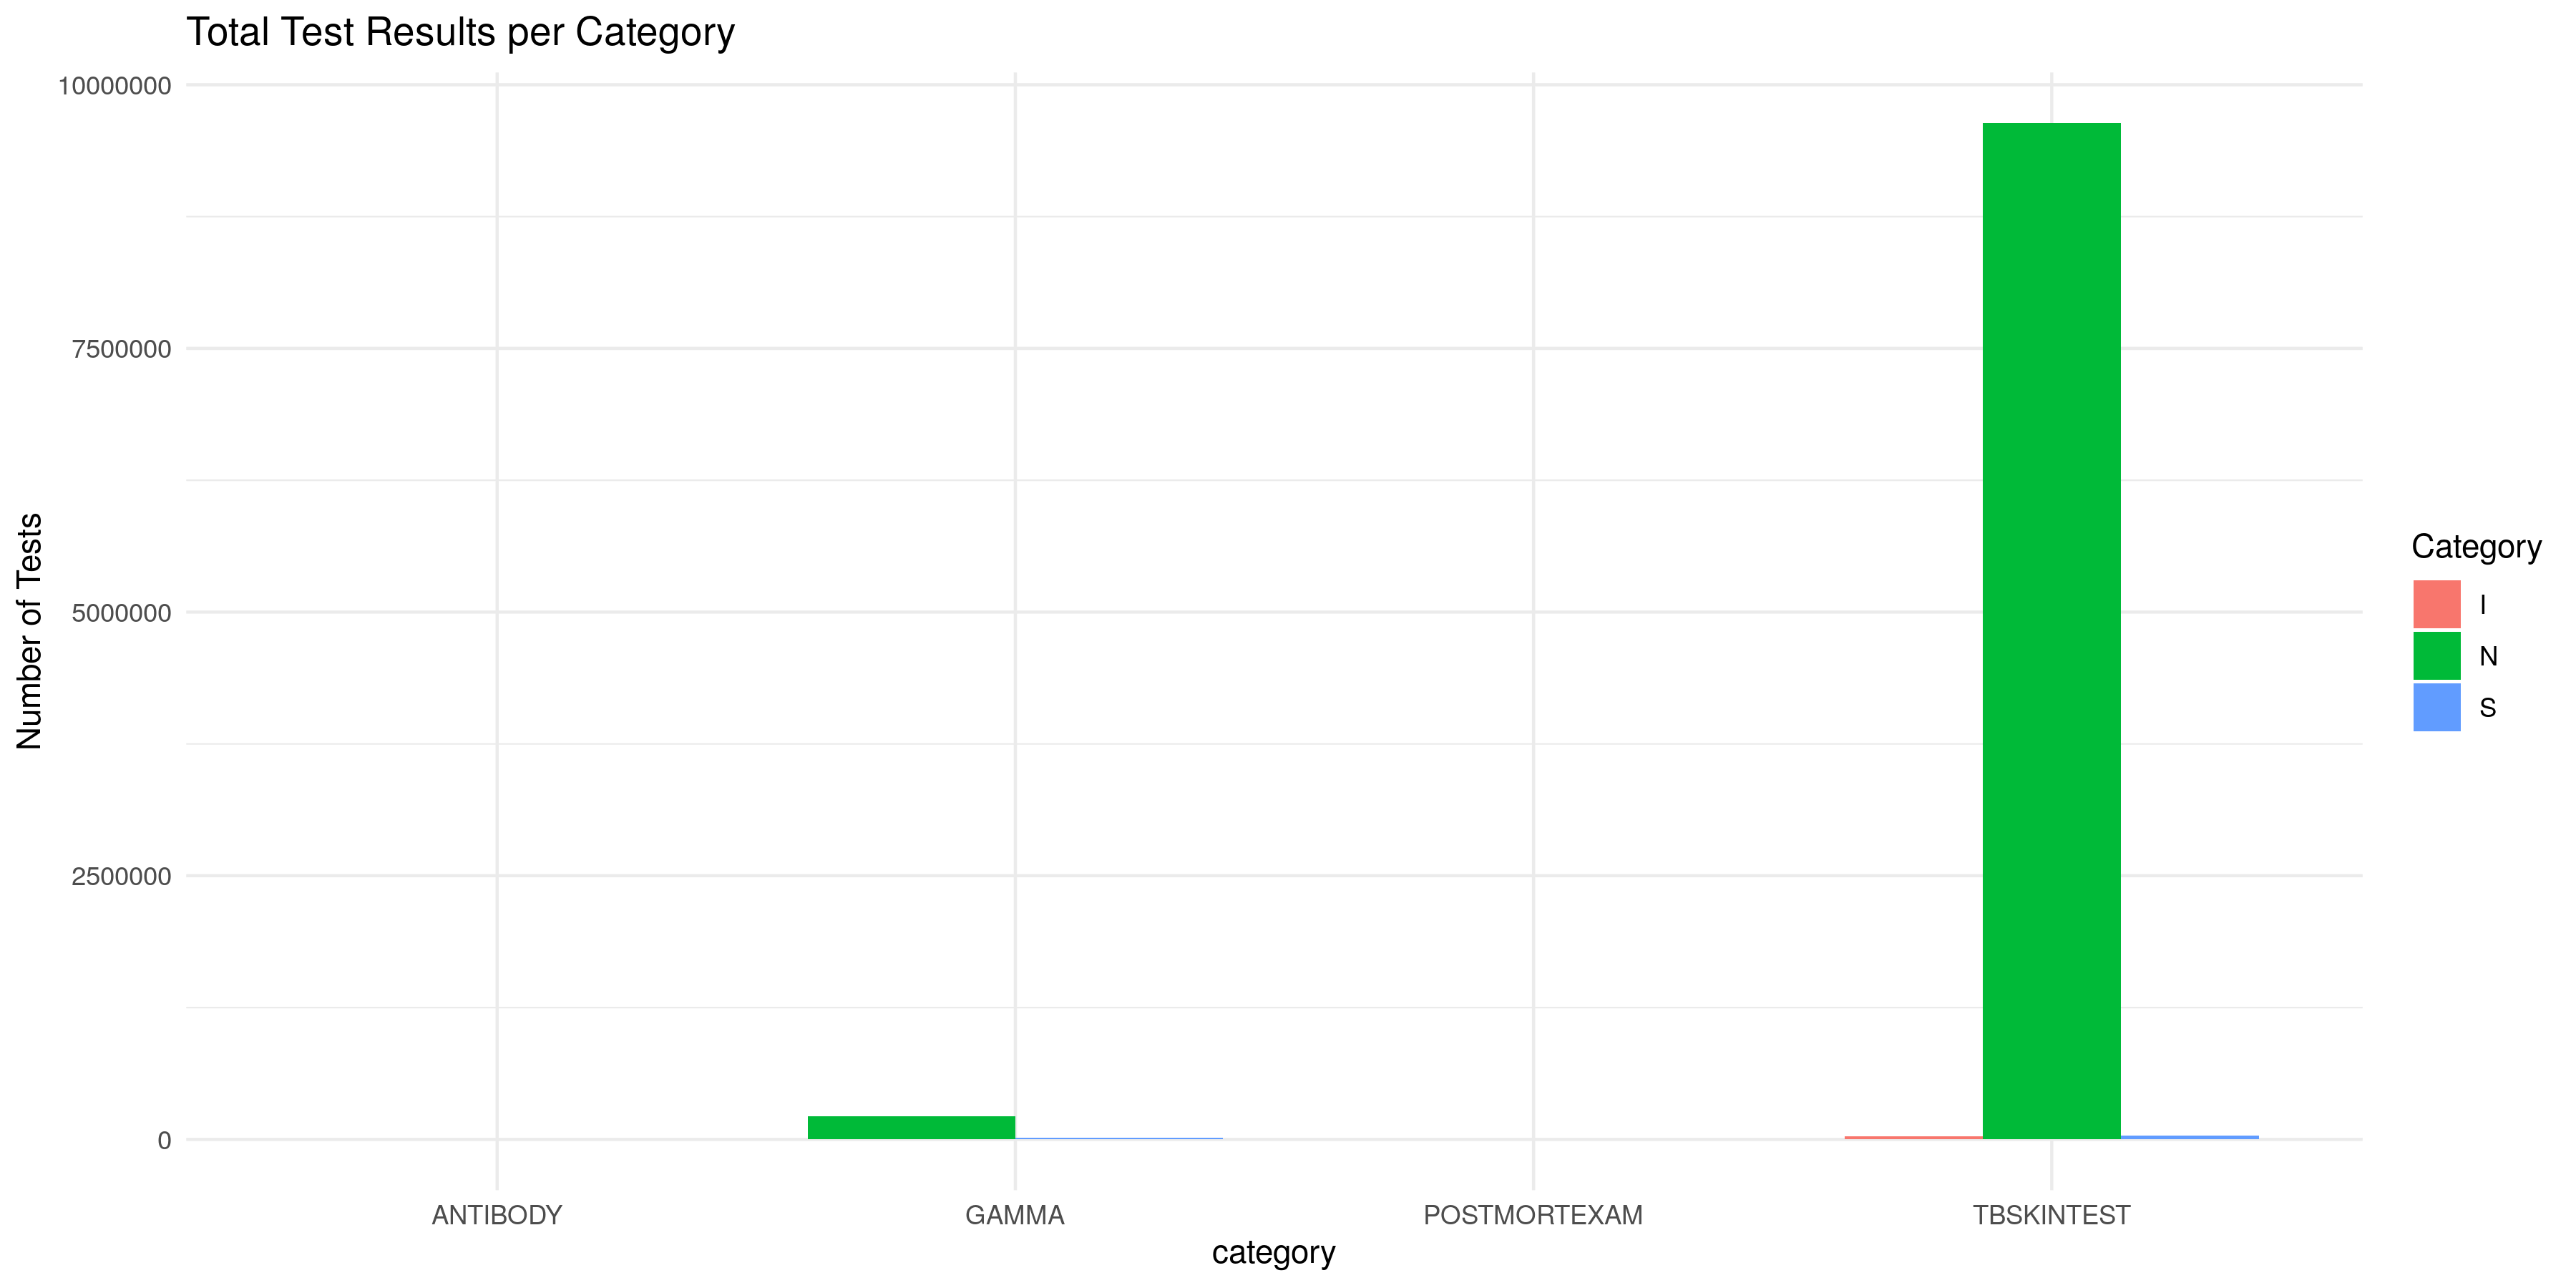 Total Test Results per Category
Number of Tests
10000000
7500000
5000000
2500000
0
ANTIBODY
GAMMA
POSTMORTEXAM
TBSKINTEST
category
Category
I
N
S